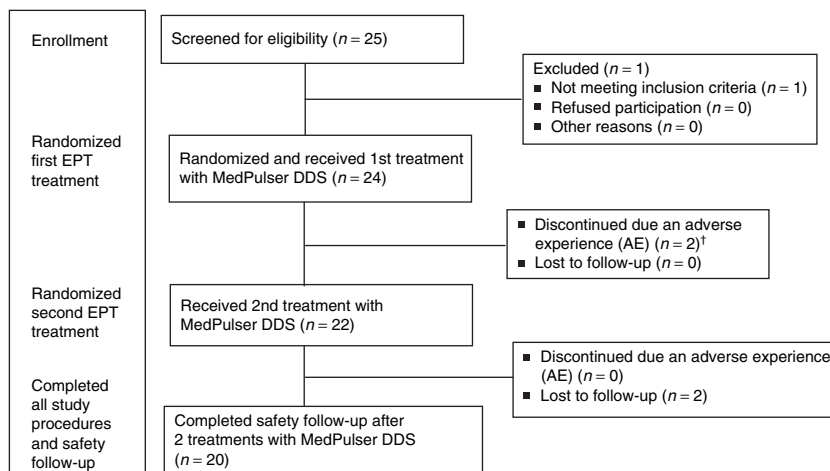 Enrollment
Screened for eligibility (n = 25)
Excluded (n = 1)
■ Not meeting inclusion criteria (n = 1)
■ Refused participation (n = 0)
■ Other reasons (n = 0)
Randomized
first EPT
treatment
Randomized and received 1st treatment
with MedPulser DDS (n = 24)
■ Discontinued due an adverse
experience (AE) (n = 2)†
■ Lost to follow-up (n = 0)
Randomized
second EPT
treatment
Received 2nd treatment with
MedPulser DDS (n = 22)
■ Discontinued due an adverse experience
(AE) (n = 0)
■ Lost to follow-up (n = 2)
Completed
all study
procedures
and safety
follow-up
Completed safety follow-up after
2 treatments with MedPulser DDS
(n = 20)